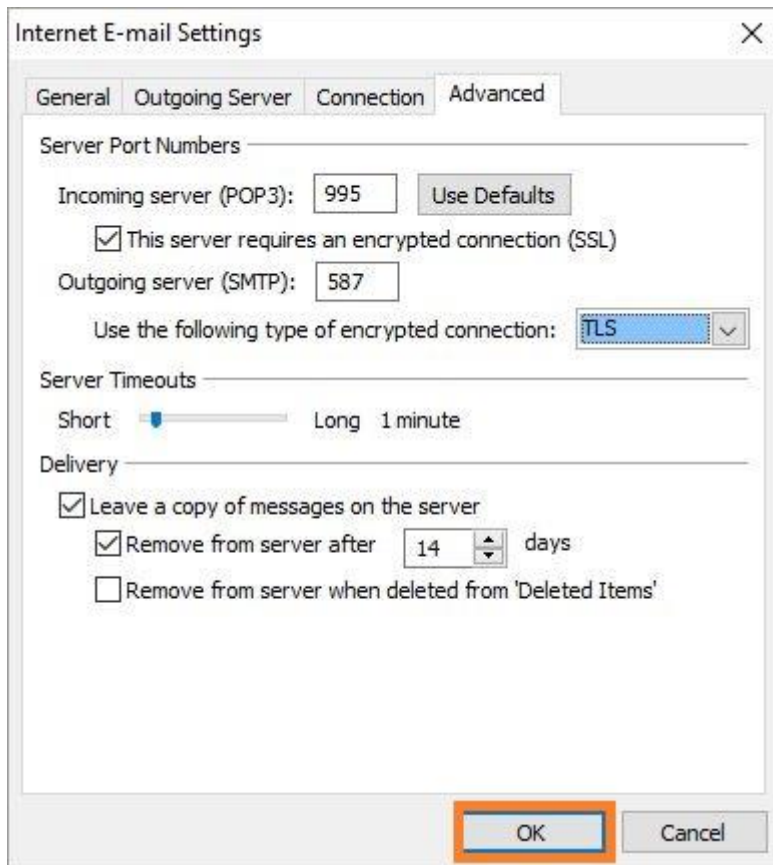 Internet E-mail Settings
General Outgoing Server Connection Advanced
Server Port Numbers
Incoming server (POP3): 995 Use Defaults
This server requires an encrypted connection (SSL)
Outgoing server (SMTP): 587
Use the following type of encrypted connection: TLS
Server Timeouts
Short Long 1 minute
Delivery
Leave a copy of messages on the server
Remove from server after 14 days
Remove from server when deleted from 'Deleted Items'
OK Cancel